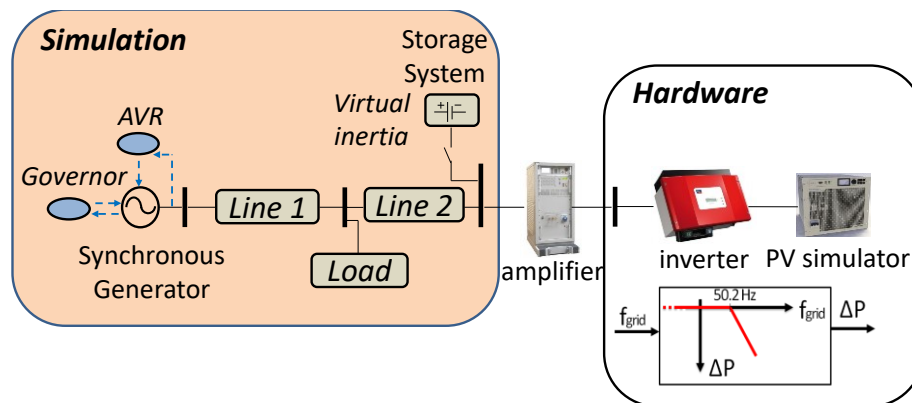 Simulation
Storage
System
+ −
Virtual
inertia
AVR
Governor
Synchronous
Generator
Line 1
Line 2
Load
amplifier
Hardware
inverter
PV simulator
50.2 Hz
fgrid
fgrid
ΔP
ΔP